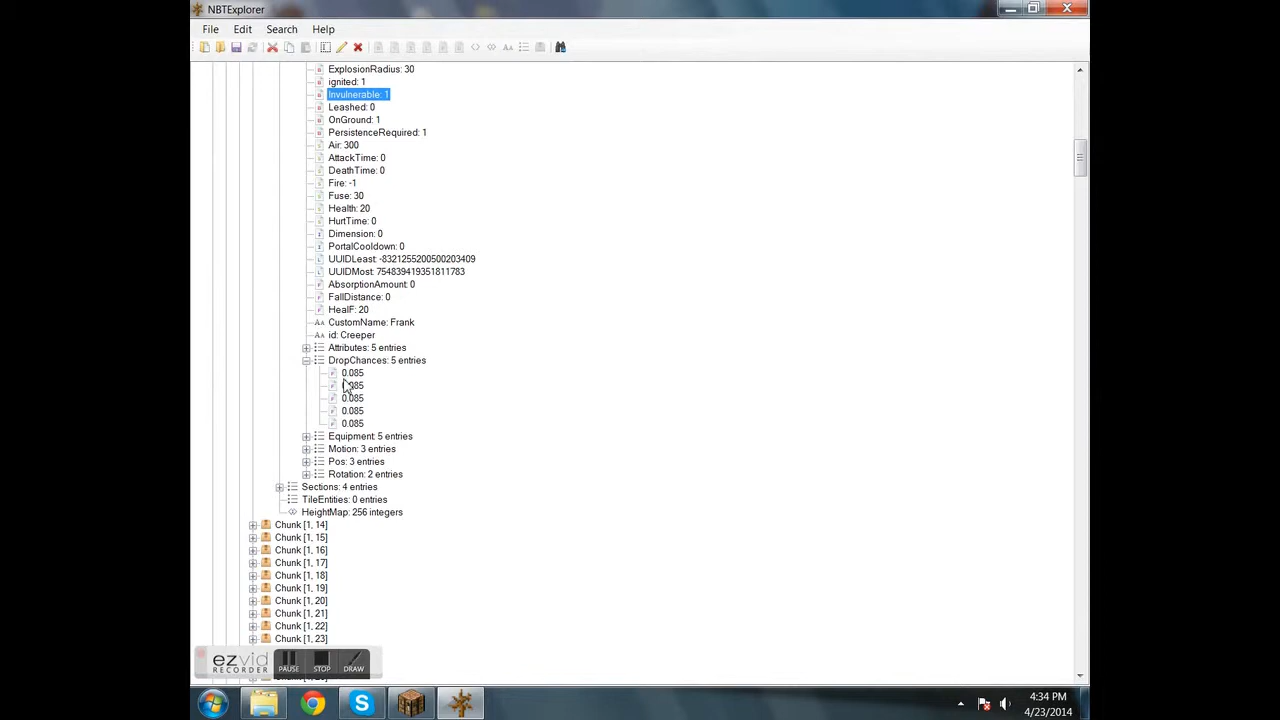 NBTExplorer
File Edit Search Help
ExplosionRadius: 30
ignited: 1
Invulnerable: 1
Leashed: 0
OnGround: 1
PersistenceRequired: 1
Air: 300
AttackTime: 0
DeathTime: 0
Fire: -1
Fuse: 30
Health: 20
HurtTime: 0
Dimension: 0
PortalCooldown: 0
UUIDLeast: -8321255200500203409
UUIDMost: 754839419351811783
AbsorptionAmount: 0
FallDistance: 0
HealF: 20
CustomName: Frank
id: Creeper
Attributes: 5 entries
DropChances: 5 entries
0.085
0.085
0.085
0.085
0.085
Equipment: 5 entries
Motion: 3 entries
Pos: 3 entries
Rotation: 2 entries
Sections: 4 entries
TileEntities: 0 entries
HeightMap: 256 integers
Chunk [1, 14]
Chunk [1, 15]
Chunk [1, 16]
Chunk [1, 17]
Chunk [1, 18]
Chunk [1, 19]
Chunk [1, 20]
Chunk [1, 21]
Chunk [1, 22]
Chunk [1, 23]
ezvid
RECORDER
PAUSE STOP DRAW
4:34 PM
4/23/2014